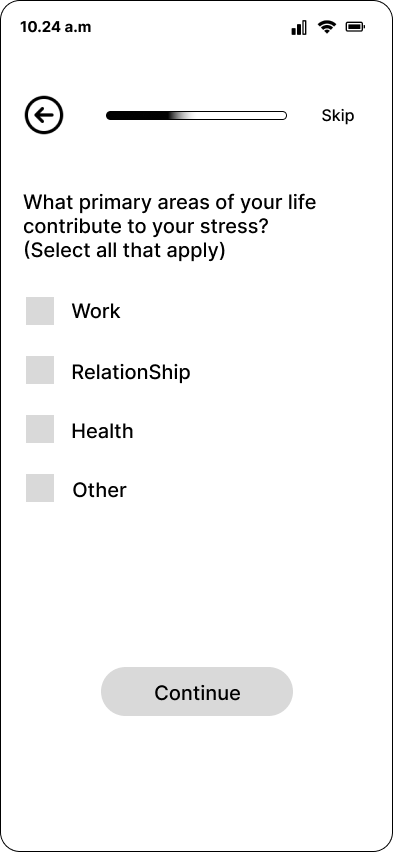 10.24 a.m
Skip
What primary areas of your life
contribute to your stress?
(Select all that apply)
Work
RelationShip
Health
Other
Continue